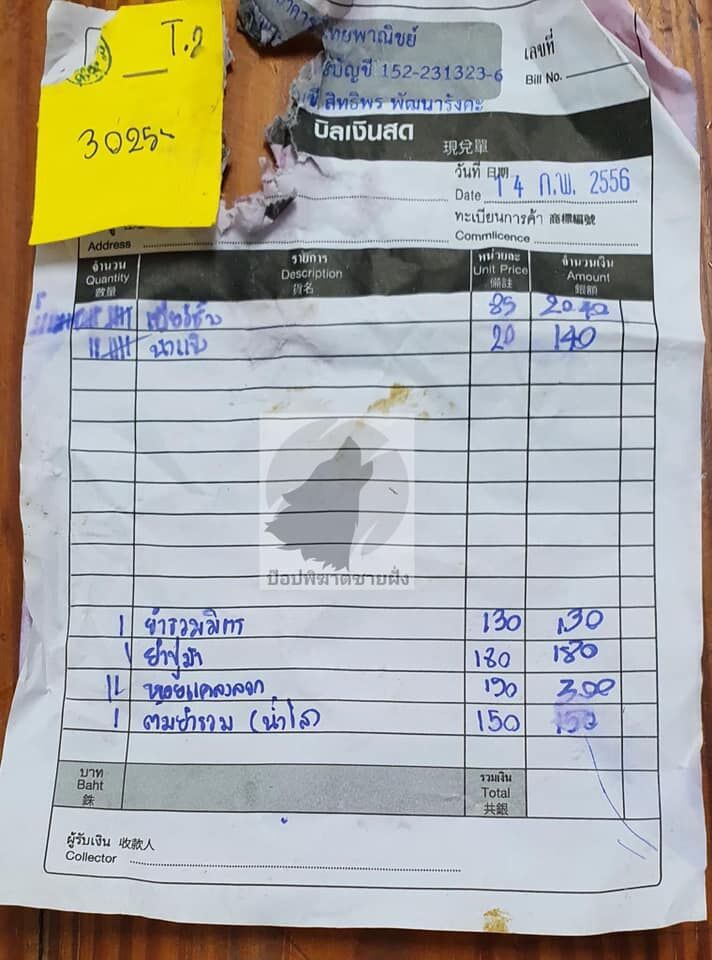 T.2
3025-
ไทยพาณิชย์
บัญชี 152-231323-6
สิทธิพร พัฒนารังคะ
เลขที่
Bill No.
บิลเงินสด 現兌單
วันที่ 日期
Date 14 ก.พ. 2556
ทะเบียนการค้า 商標編號
Address Commlicence
จำนวน รายการ หน่วยละ จำนวนเงิน
Quantity Description Unit Price Amount
數量 貨名 備註 銀額
เบียร์ช้าง 85 2040
น้ำแข็ง 20 140
ป๊อปพิฆาตชายฝั่ง
1 ยำรวมมิตร 130 130
1 ยำปูม้า 180 180
11 หอยแครงลวก 300
1 ต้มยำรวม (น้ำใส) 150 150
บาท รวมเงิน
Baht Total
銖 共銀
ผู้รับเงิน 收款人
Collector